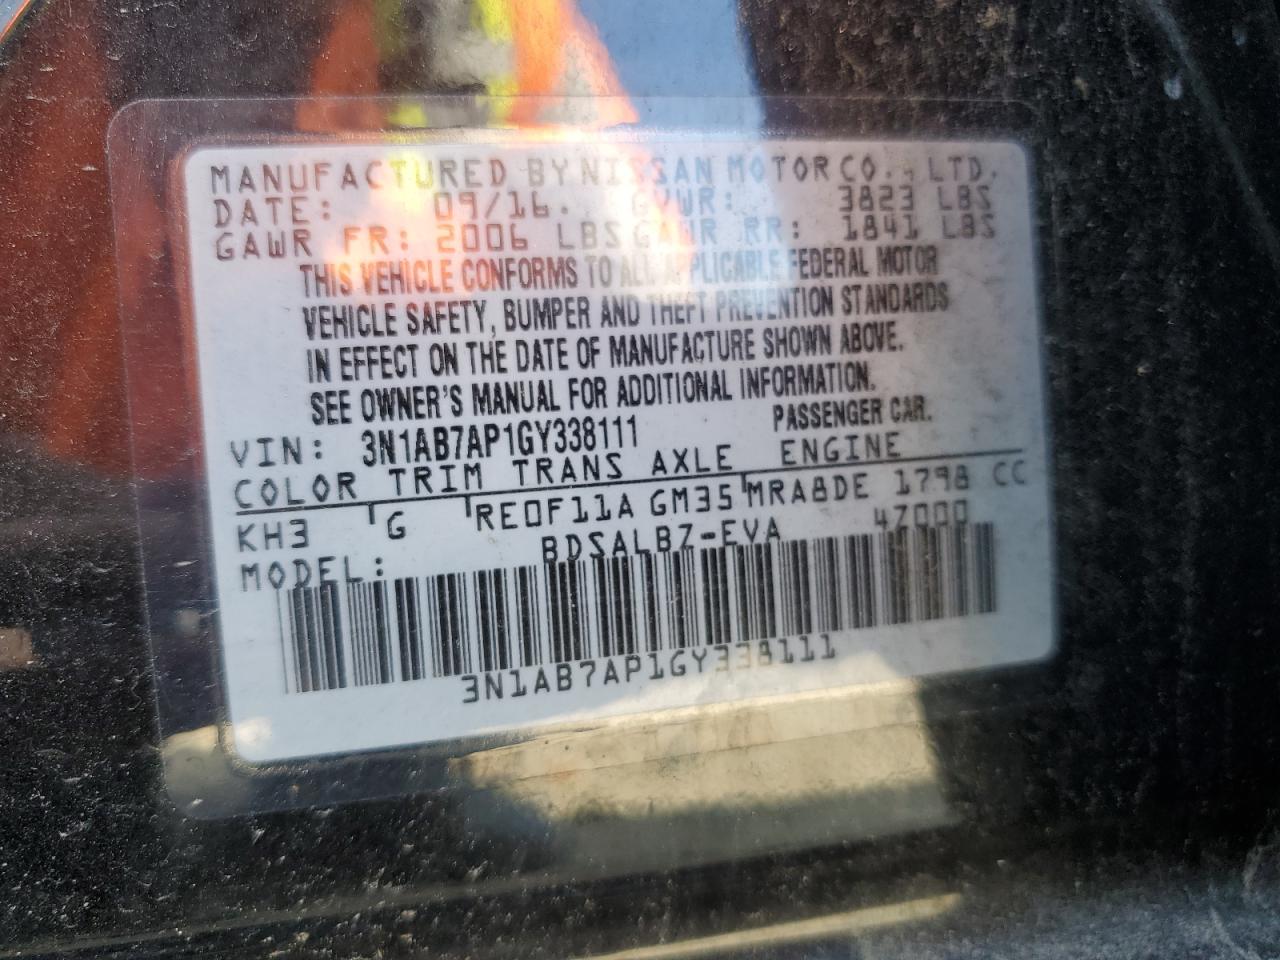 MANUFACTURED BY NISSAN MOTOR CO., LTD.
DATE: 09/16. GVWR: 3823 LBS
GAWR FR: 2006 LBS GAWR RR: 1841 LBS
THIS VEHICLE CONFORMS TO ALL APPLICABLE FEDERAL MOTOR
VEHICLE SAFETY, BUMPER AND THEFT PREVENTION STANDARDS
IN EFFECT ON THE DATE OF MANUFACTURE SHOWN ABOVE.
SEE OWNER'S MANUAL FOR ADDITIONAL INFORMATION.
VIN: 3N1AB7AP1GY338111 PASSENGER CAR.
COLOR TRIM TRANS AXLE ENGINE
KH3 G RE0F11A GM35 MRA8DE 1798 CC
MODEL: BDSALBZ-EVA 47000
3N1AB7AP1GY338111